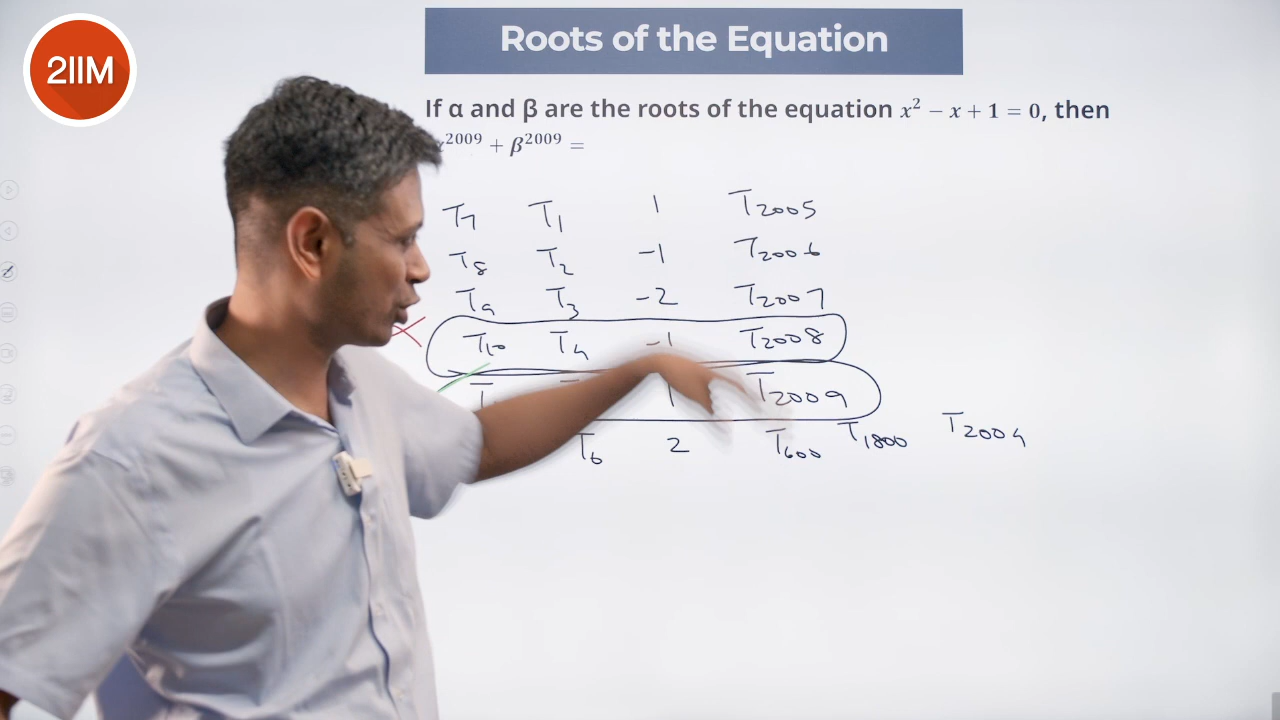 2IIM
Roots of the Equation
If α and β are the roots of the equation x² − x + 1 = 0, then
α²⁰⁰⁹ + β²⁰⁰⁹ =
T₇ T₁ 1 T₂₀₀₅
T₈ T₂ -1 T₂₀₀₆
T₉ T₃ -2 T₂₀₀₇
T₁₀ T₄ -1 T₂₀₀₈
1 T₂₀₀₉
T₆ 2 T₆₀₀ T₁₈₀₀ T₂₀₀₄